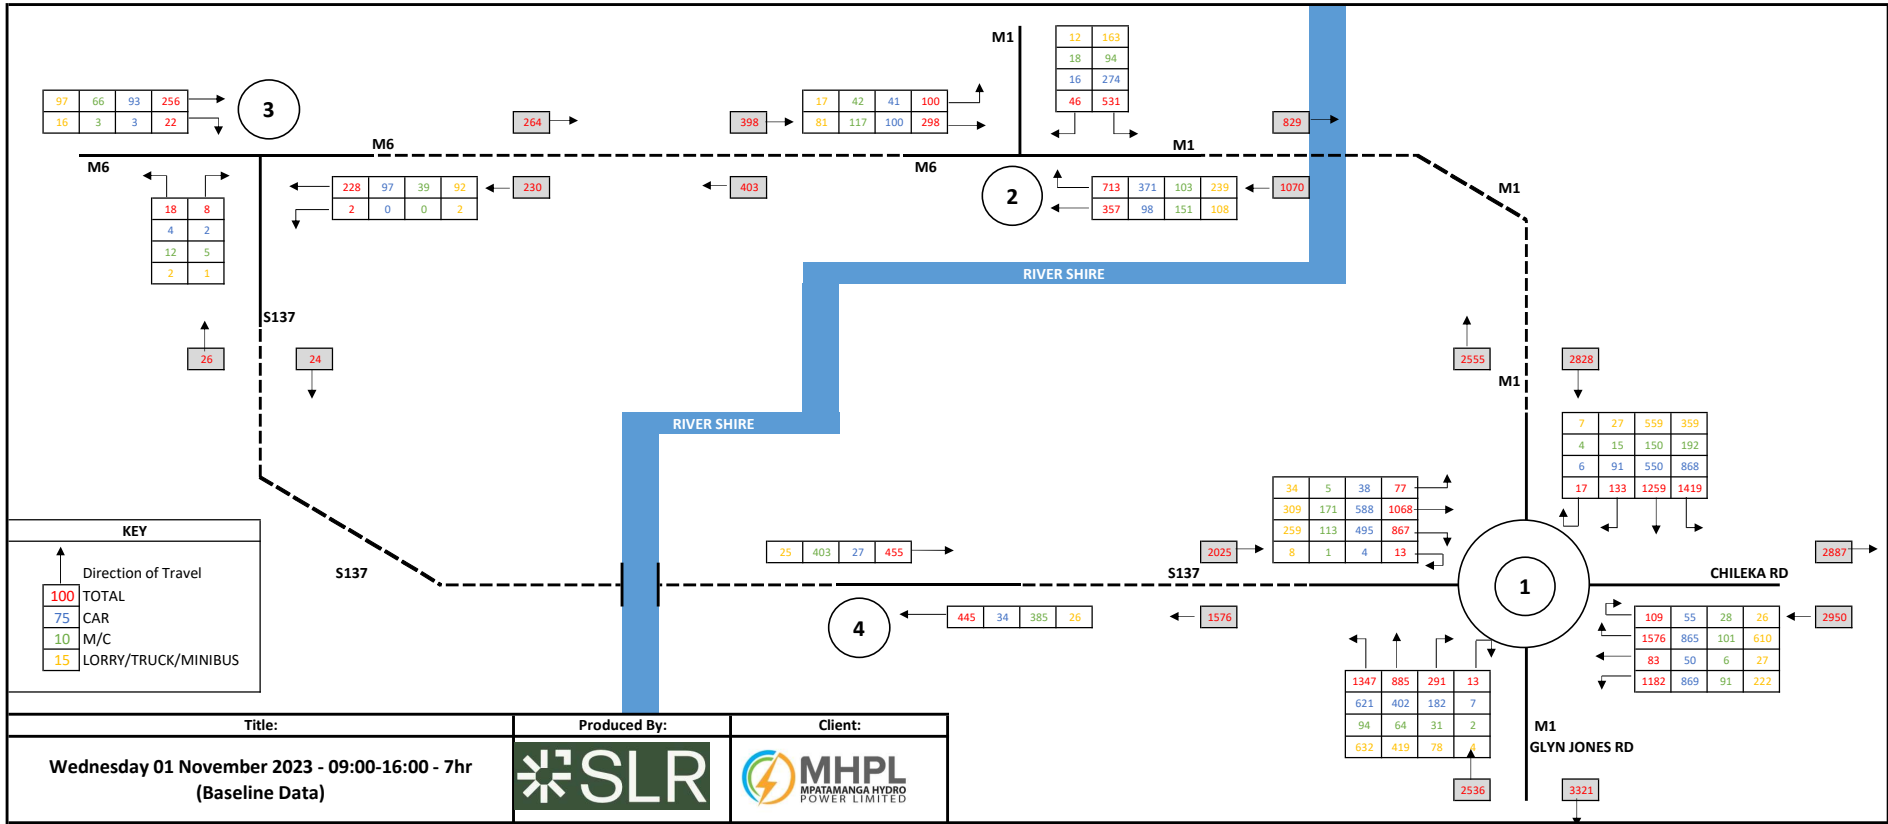 M1
12 163
18 94
16 274
46 531
97 66 93 256
16 3 3 22
3
264
398
17 42 41 100
81 117 100 298
829
M6
M6
M6
M1
M1
228 97 39 92
2 0 0 2
230
403
2
713 371 103 239
357 98 151 108
1070
18 8
4 2
12 5
2 1
RIVER SHIRE
S137
26
24
2555
2828
M1
RIVER SHIRE
7 27 559 359
4 15 150 192
6 91 550 868
17 133 1259 1419
34 5 38 77
309 171 588 1068
259 113 495 867
8 1 4 13
KEY
Direction of Travel
100 TOTAL
75 CAR
10 M/C
15 LORRY/TRUCK/MINIBUS
25 403 27 455
2025
2887
S137
S137
CHILEKA RD
1
4
445 34 385 26
1576
109 55 28 26
1576 865 101 610
83 50 6 27
1182 869 91 222
2950
1347 885 291 13
621 402 182 7
94 64 31 2
632 419 78 4
M1
GLYN JONES RD
2536
3321
Title:
Produced By:
Client:
Wednesday 01 November 2023 - 09:00-16:00 - 7hr
(Baseline Data)
SLR
MHPL
MPATAMANGA HYDRO
POWER LIMITED